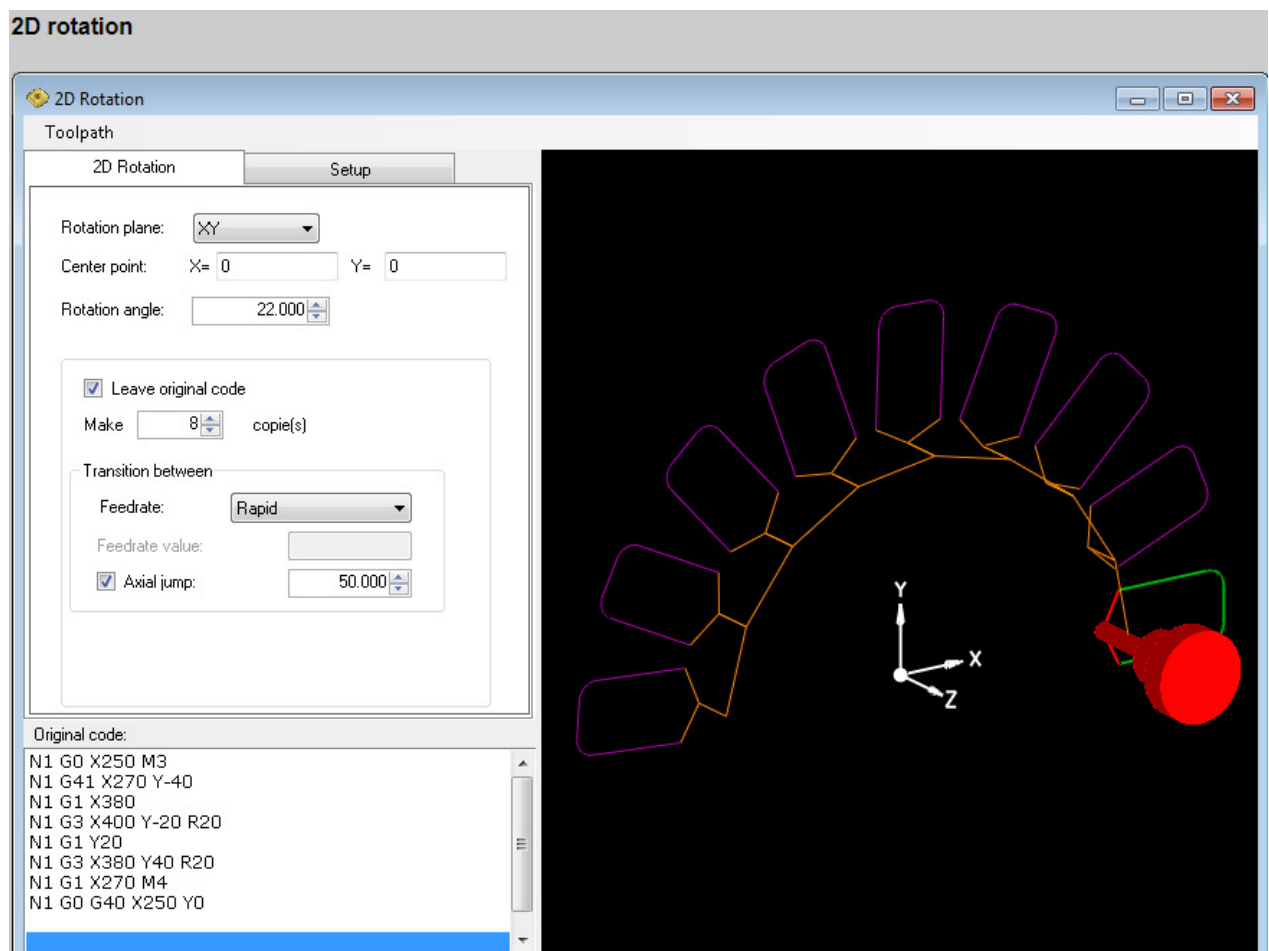 2D rotation
2D Rotation
Toolpath
2D Rotation Setup
Rotation plane: XY
Center point: X= 0 Y= 0
Rotation angle: 22.000
Leave original code
Make 8 copie(s)
Transition between
Feedrate: Rapid
Feedrate value:
Axial jump: 50.000
Original code:
N1 G0 X250 M3
N1 G41 X270 Y-40
N1 G1 X380
N1 G3 X400 Y-20 R20
N1 G1 Y20
N1 G3 X380 Y40 R20
N1 G1 X270 M4
N1 G0 G40 X250 Y0
Y
X
Z